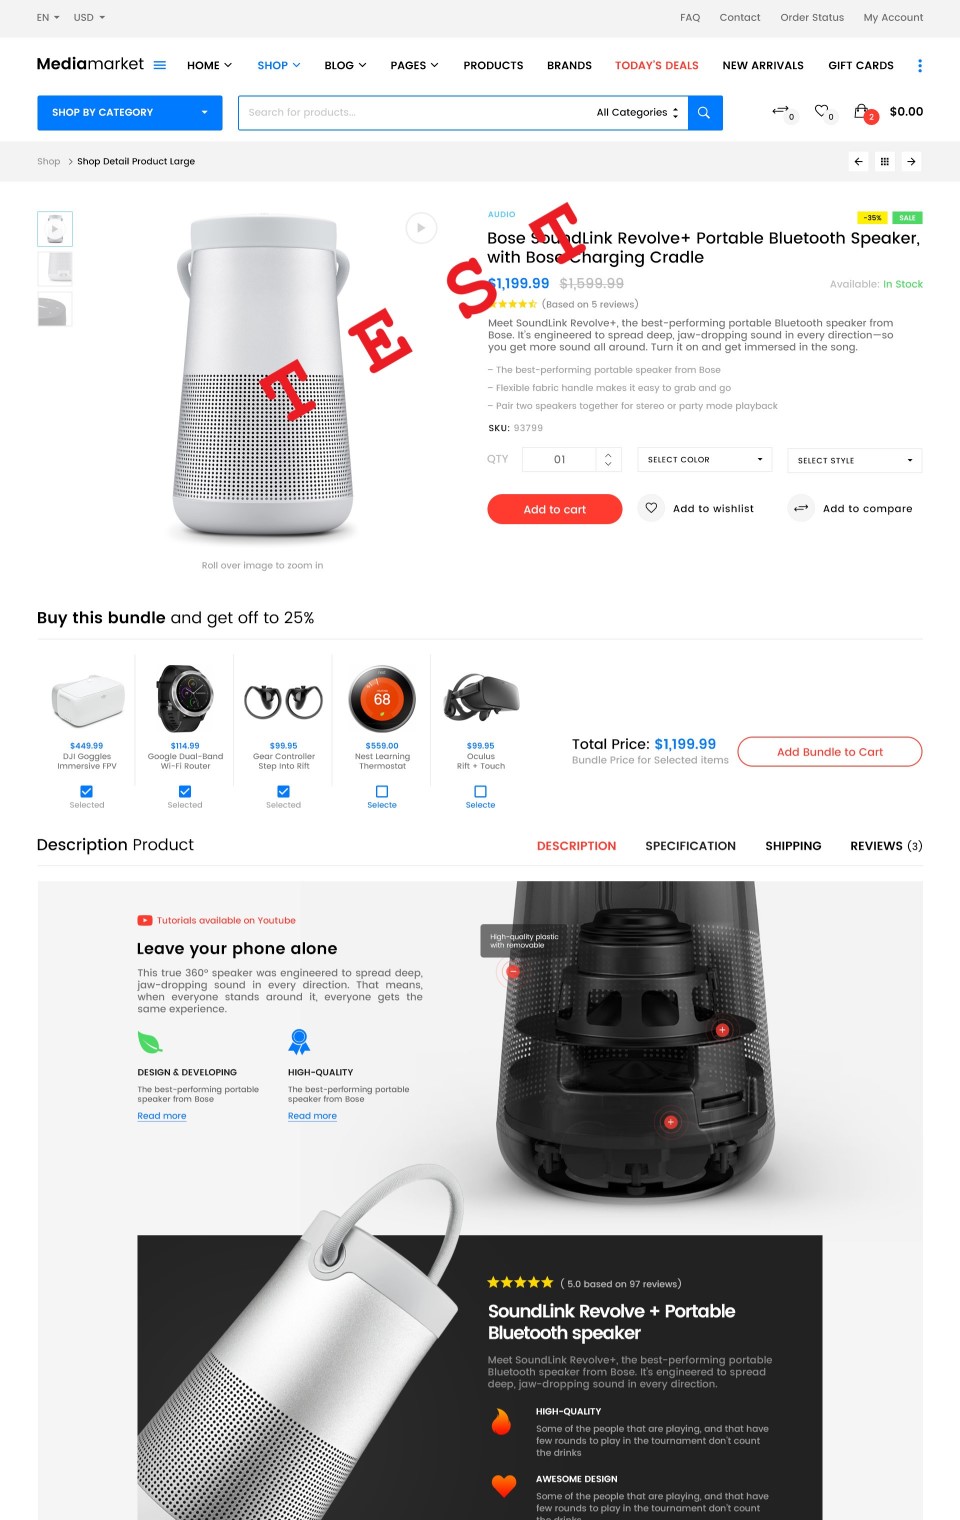 EN USD FAQ Contact Order Status My Account
Mediamarket HOME SHOP BLOG PAGES PRODUCTS BRANDS TODAY'S DEALS NEW ARRIVALS GIFT CARDS
SHOP BY CATEGORY Search for products... All Categories 0 0 2 $0.00
Shop > Shop Detail Product Large
TEST
AUDIO -35% SALE
Bose SoundLink Revolve+ Portable Bluetooth Speaker,
with Bose Charging Cradle
$1,199.99 $1,599.99 Available: In Stock
(Based on 5 reviews)
Meet SoundLink Revolve+, the best-performing portable Bluetooth speaker from
Bose. It's engineered to spread deep, jaw-dropping sound in every direction—so
you get more sound all around. Turn it on and get immersed in the song.
– The best-performing portable speaker from Bose
– Flexible fabric handle makes it easy to grab and go
– Pair two speakers together for stereo or party mode playback
SKU: 93799
QTY 01 SELECT COLOR SELECT STYLE
Add to cart Add to wishlist Add to compare
Roll over image to zoom in
Buy this bundle and get off to 25%
68
$449.99 $114.99 $99.95 $559.00 $99.95
DJI Goggles Google Dual-Band Gear Controller Nest Learning Oculus
Immersive FPV Wi-Fi Router Step Into Rift Thermostat Rift + Touch
Selected Selected Selected Selecte Selecte
Total Price: $1,199.99
Bundle Price for Selected items
Add Bundle to Cart
Description Product DESCRIPTION SPECIFICATION SHIPPING REVIEWS (3)
Tutorials available on Youtube
Leave your phone alone
This true 360° speaker was engineered to spread deep,
jaw-dropping sound in every direction. That means,
when everyone stands around it, everyone gets the
same experience.
High-quality plastic
with removable
DESIGN & DEVELOPING HIGH-QUALITY
The best-performing portable The best-performing portable
speaker from Bose speaker from Bose
Read more Read more
( 5.0 based on 97 reviews)
SoundLink Revolve + Portable
Bluetooth speaker
Meet SoundLink Revolve+, the best-performing portable
Bluetooth speaker from Bose. It's engineered to spread
deep, jaw-dropping sound in every direction.
HIGH-QUALITY
Some of the people that are playing, and that have
few rounds to play in the tournament don't count
the drinks
AWESOME DESIGN
Some of the people that are playing, and that have
few rounds to play in the tournament don't count
the drinks